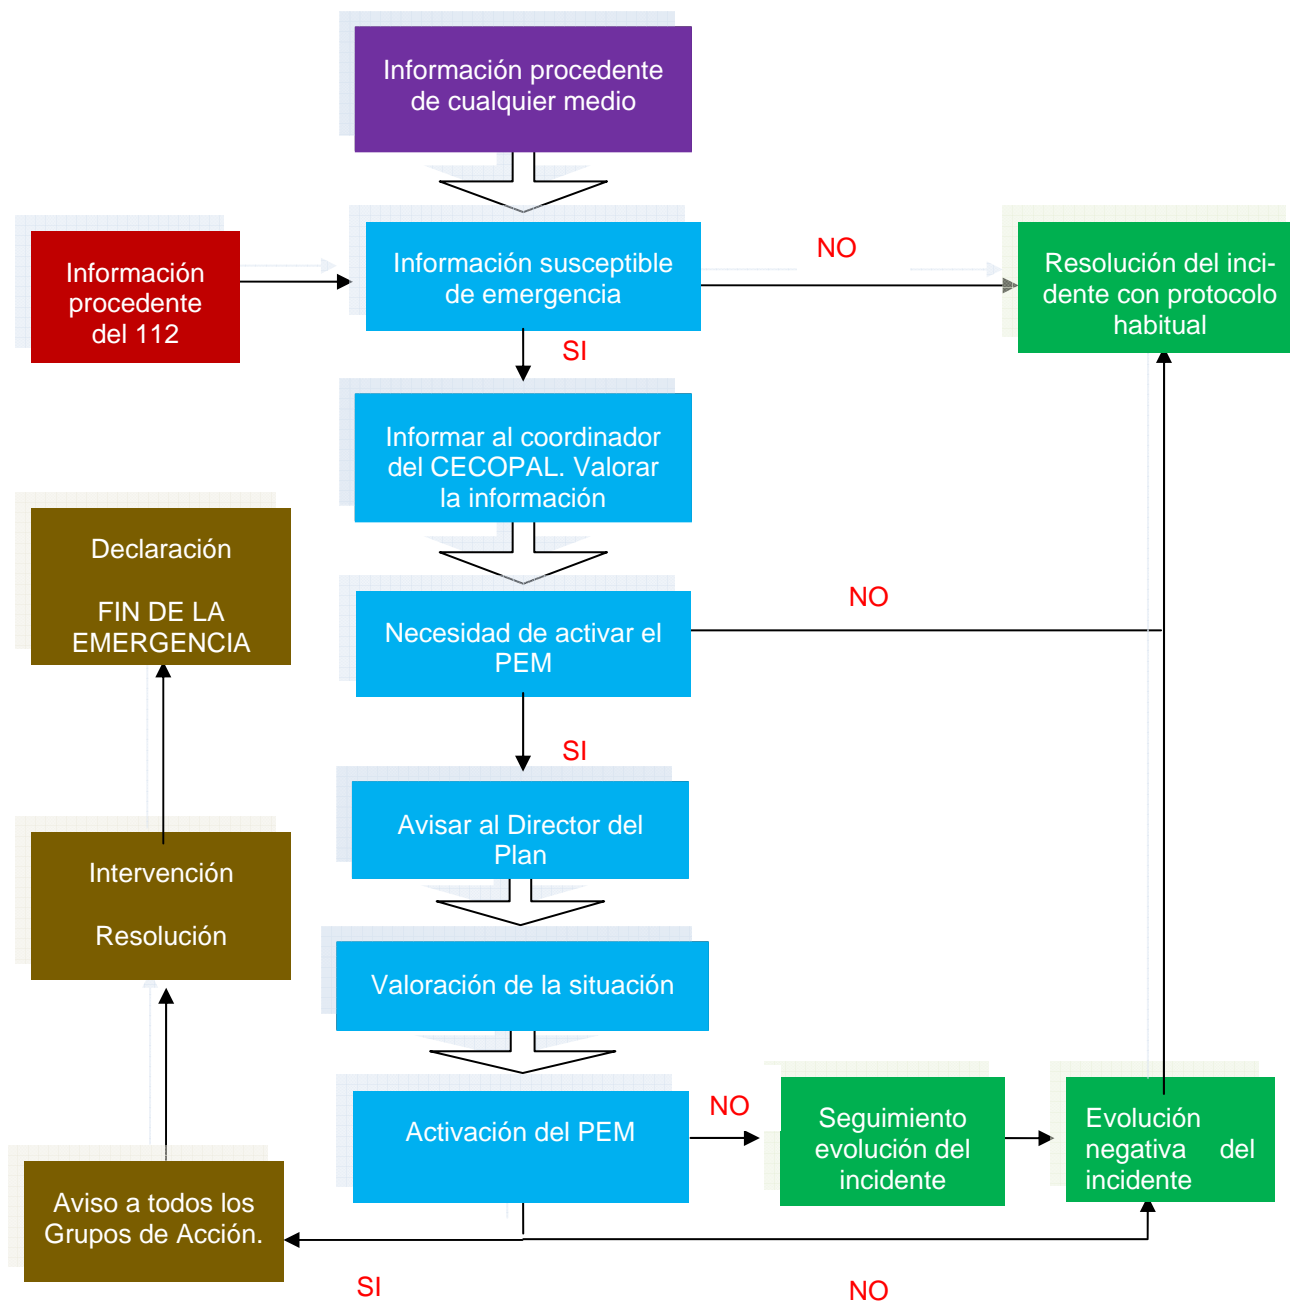 Información procedente
de cualquier medio
Información
procedente
del 112
Información susceptible
de emergencia
NO
Resolución del inci-
dente con protocolo
habitual
SI
Informar al coordinador
del CECOPAL. Valorar
la información
Declaración
FIN DE LA
EMERGENCIA
Necesidad de activar el
PEM
NO
SI
Avisar al Director del
Plan
Intervención
Resolución
Valoración de la situación
Activación del PEM
NO
Seguimiento
evolución del
incidente
Evolución
negativa del
incidente
Aviso a todos los
Grupos de Acción.
SI
NO